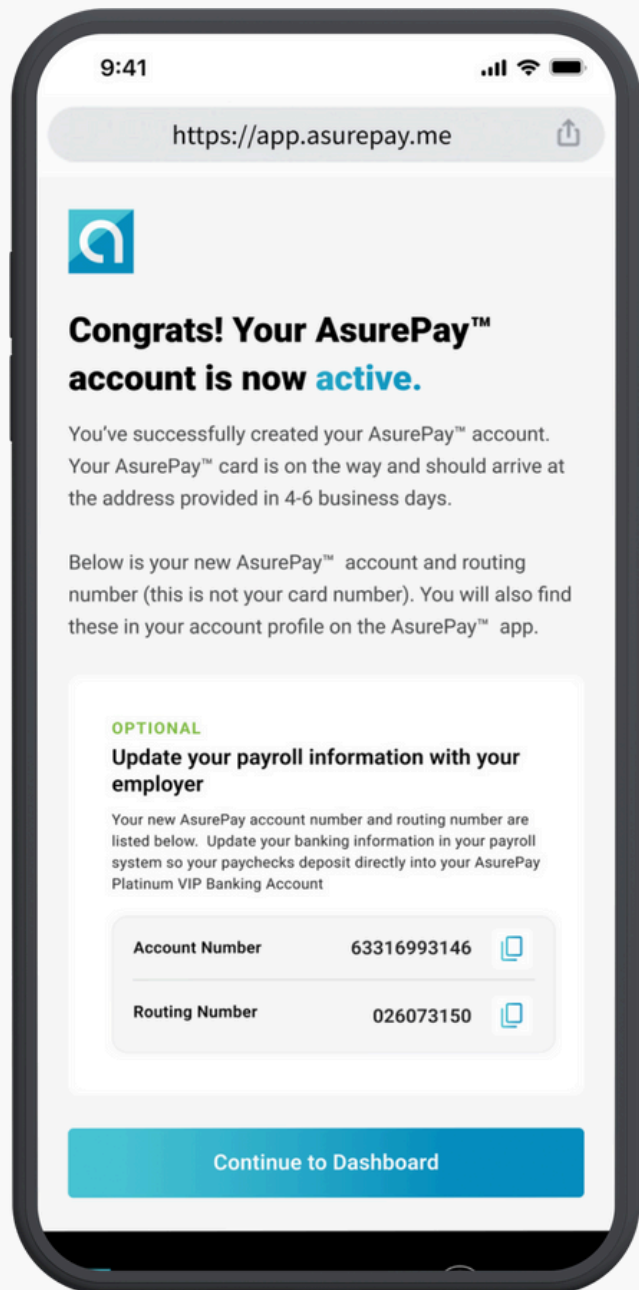 9:41
https://app.asurepay.me
Congrats! Your AsurePay™
account is now active.
You've successfully created your AsurePay™ account.
Your AsurePay™ card is on the way and should arrive at
the address provided in 4-6 business days.
Below is your new AsurePay™ account and routing
number (this is not your card number). You will also find
these in your account profile on the AsurePay™ app.
OPTIONAL
Update your payroll information with your
employer
Your new AsurePay account number and routing number are
listed below. Update your banking information in your payroll
system so your paychecks deposit directly into your AsurePay
Platinum VIP Banking Account
Account Number 63316993146
Routing Number 026073150
Continue to Dashboard